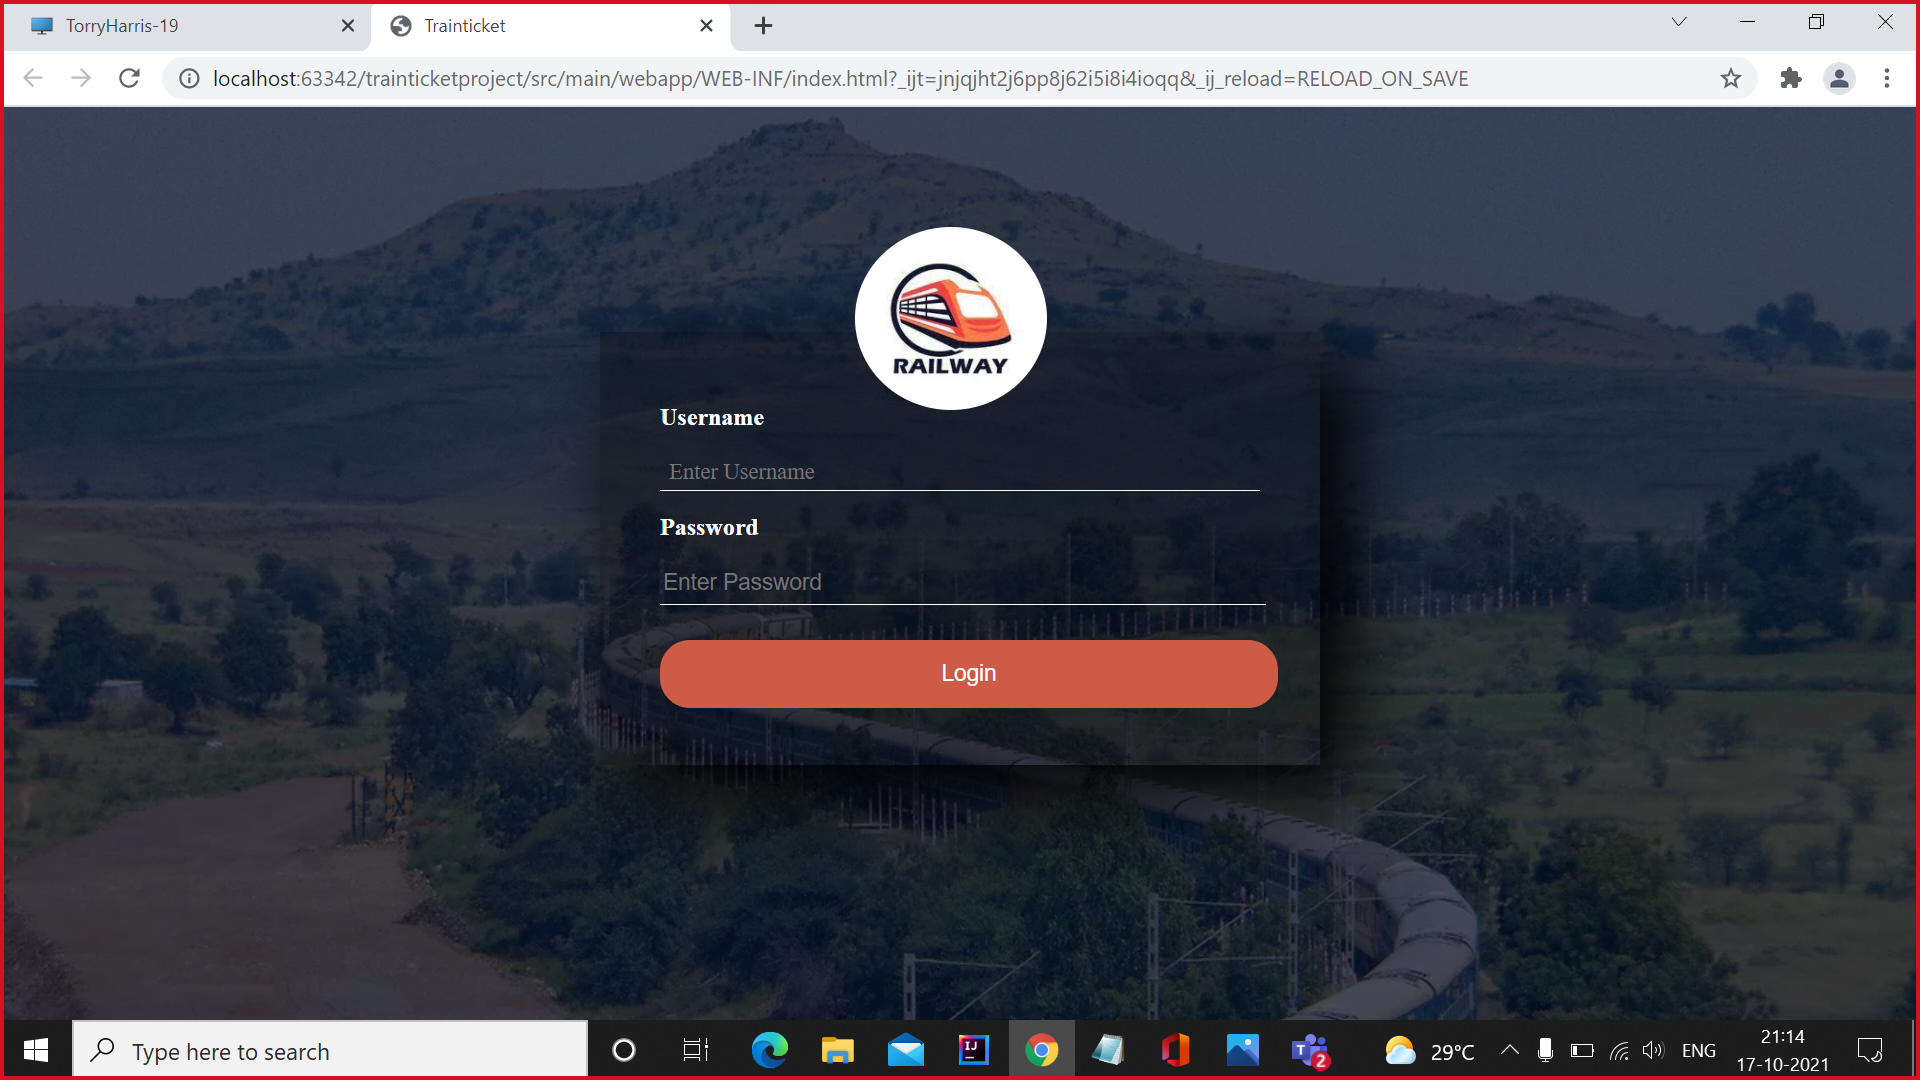 TorryHarris-19
Trainticket
localhost:63342/trainticketproject/src/main/webapp/WEB-INF/index.html?_ijt=jnjqjht2j6pp8j62i5i8i4ioqq&_ij_reload=RELOAD_ON_SAVE
RAILWAY
Username
Enter Username
Password
Enter Password
Login
Type here to search
IJ
T
2
29°C
ENG
21:14
17-10-2021